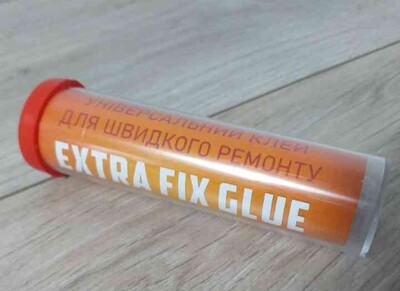 УНІВЕРСАЛЬНИЙ КЛЕЙ
ДЛЯ ШВИДКОГО РЕМОНТУ
EXTRA FIX GLUE